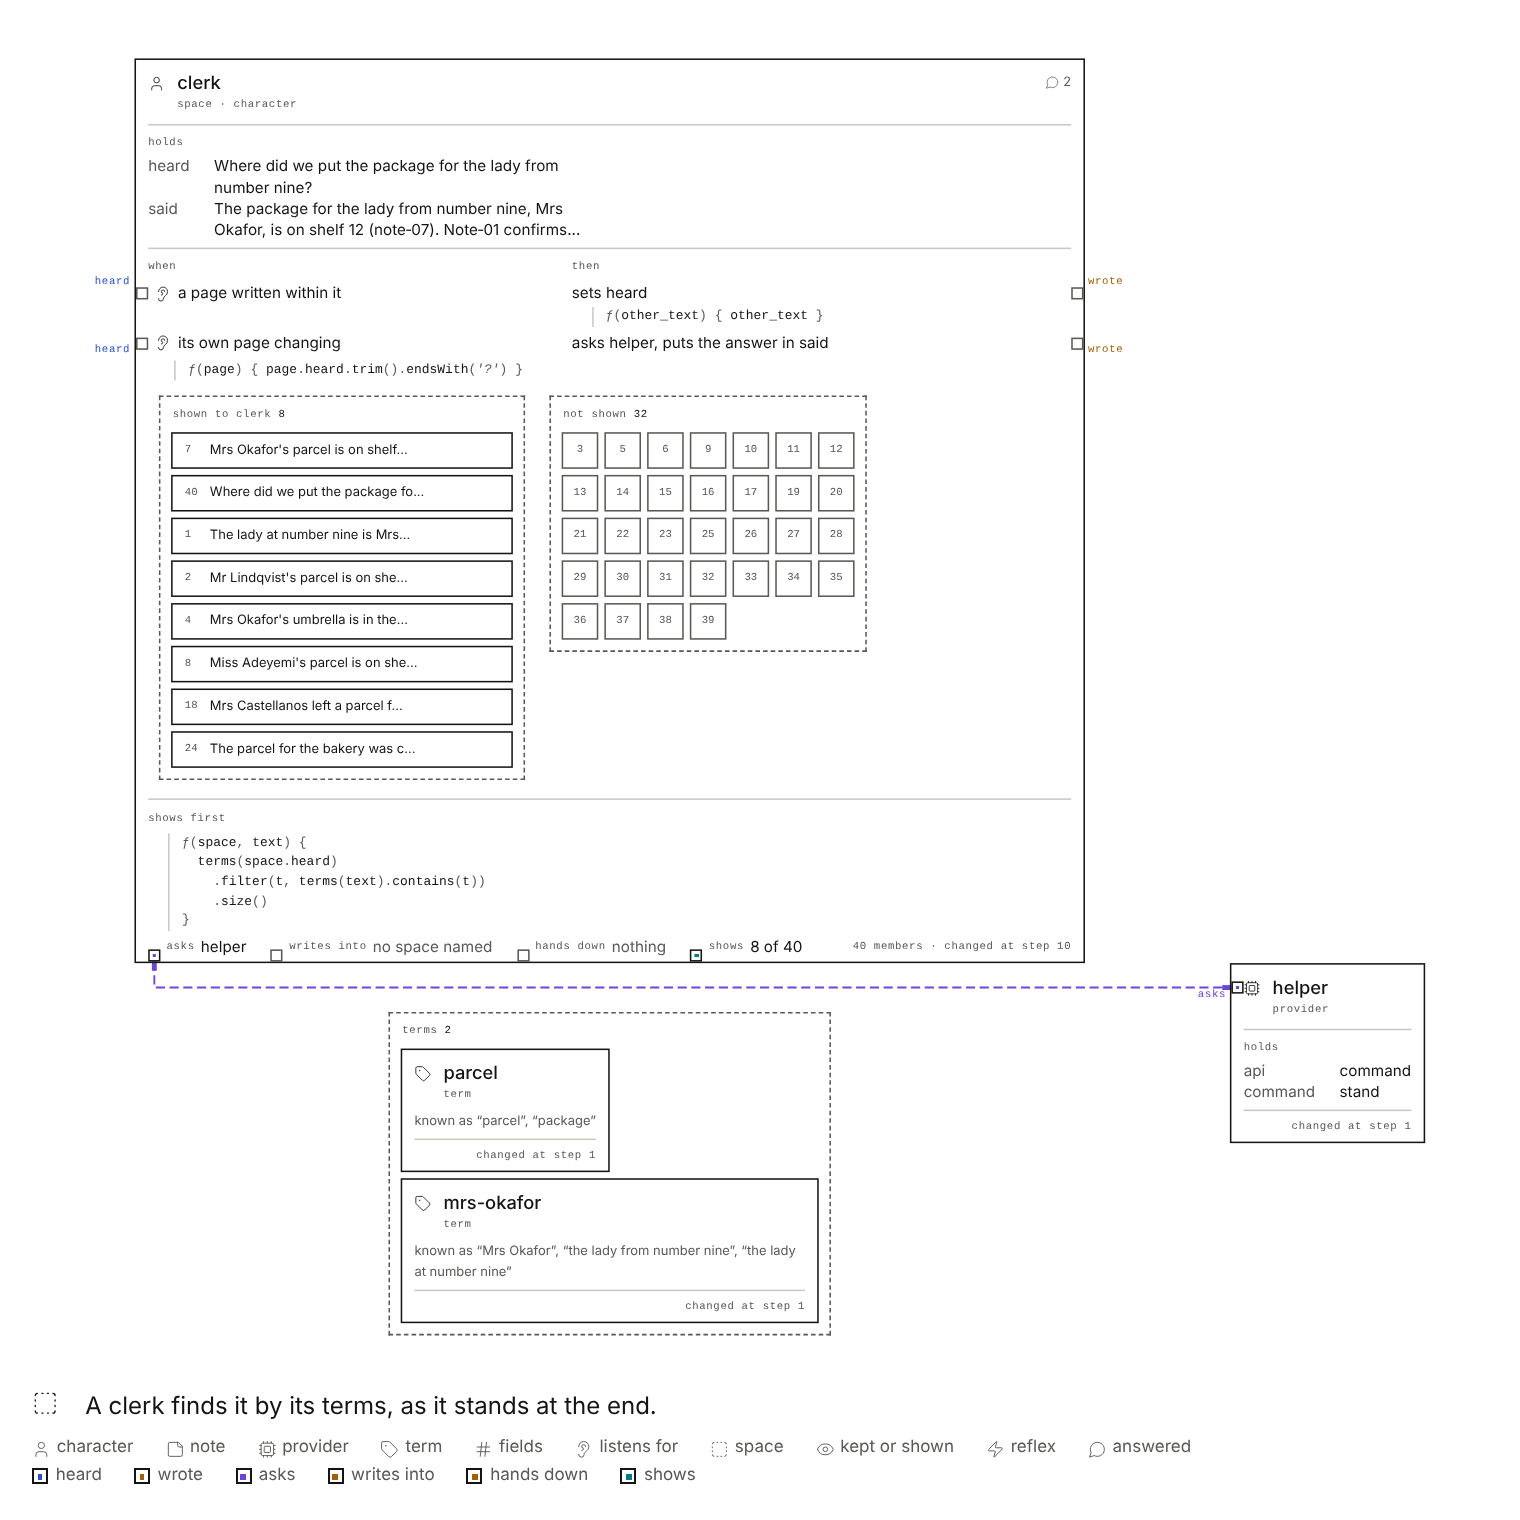 clerk
2
space · character
holds
heard Where did we put the package for the lady from
number nine?
said The package for the lady from number nine, Mrs
Okafor, is on shelf 12 (note-07). Note-01 confirms...
when then
heard
wrote
a page written within it sets heard
ƒ(other_text) { other_text }
its own page changing asks helper, puts the answer in said
heard
wrote
ƒ(page) { page.heard.trim().endsWith('?') }
shown to clerk 8
7 Mrs Okafor's parcel is on shelf...
40 Where did we put the package fo...
1 The lady at number nine is Mrs...
2 Mr Lindqvist's parcel is on she...
4 Mrs Okafor's umbrella is in the...
8 Miss Adeyemi's parcel is on she...
18 Mrs Castellanos left a parcel f...
24 The parcel for the bakery was c...
not shown 32
3 5 6 9 10 11 12
13 14 15 16 17 19 20
21 22 23 25 26 27 28
29 30 31 32 33 34 35
36 37 38 39
shows first
ƒ(space, text) {
terms(space.heard)
.filter(t, terms(text).contains(t))
.size()
}
asks helper writes into no space named hands down nothing shows 8 of 40 40 members · changed at step 10
asks
helper
provider
holds
api command
command stand
changed at step 1
terms 2
parcel
term
known as “parcel”, “package”
changed at step 1
mrs-okafor
term
known as “Mrs Okafor”, “the lady from number nine”, “the lady
at number nine”
changed at step 1
A clerk finds it by its terms, as it stands at the end.
character note provider term fields listens for space kept or shown reflex answered
heard wrote asks writes into hands down shows